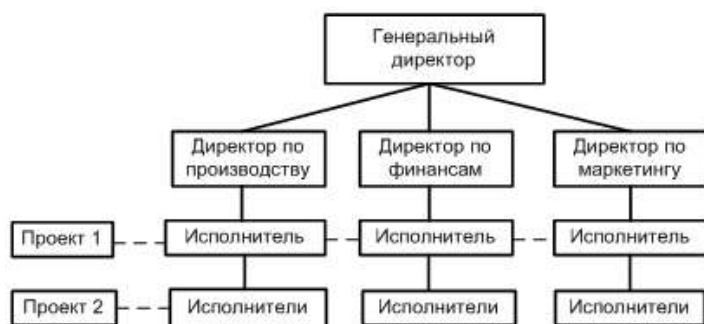 Генеральный
директор
Директор по
производству
Директор по
финансам
Директор по
маркетингу
Проект 1
Исполнитель
Исполнитель
Исполнитель
Проект 2
Исполнители
Исполнители
Исполнители